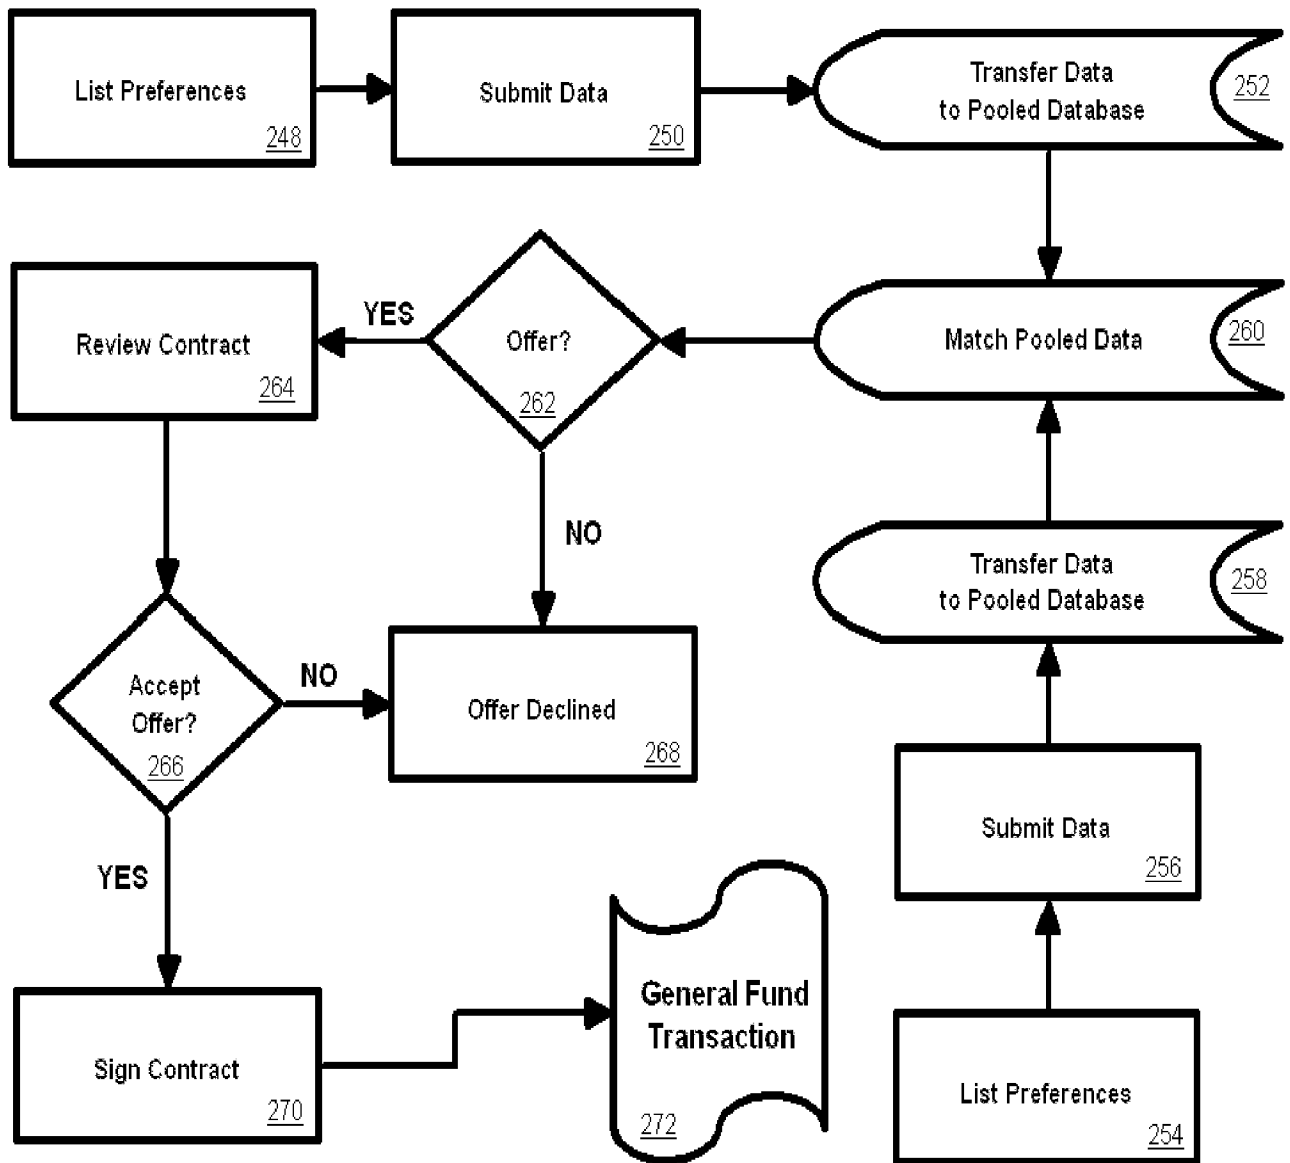 List Preferences
248
Submit Data
250
Transfer Data
to Pooled Database
252
Review Contract
264
YES
Offer?
262
Match Pooled Data
260
NO
Transfer Data
to Pooled Database
258
Accept
Offer?
266
NO
Offer Declined
268
Submit Data
256
YES
Sign Contract
270
General Fund
Transaction
272
List Preferences
254